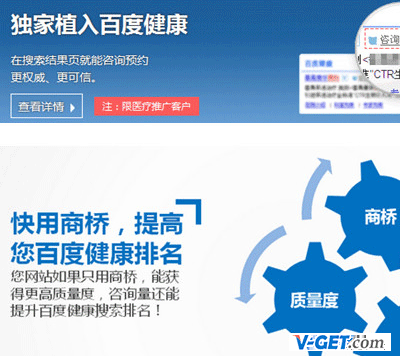 独家植入百度健康
在搜索结果页就能咨询预约
更权威、更可信。
查看详情
注：限医疗推广客户
咨询
"CTR生
快用商桥，提高
您百度健康排名
您网站如果只用商桥，能获
得更高质量度，咨询量还能
提升百度健康搜索排名！
商桥
质量度
V-GET.com